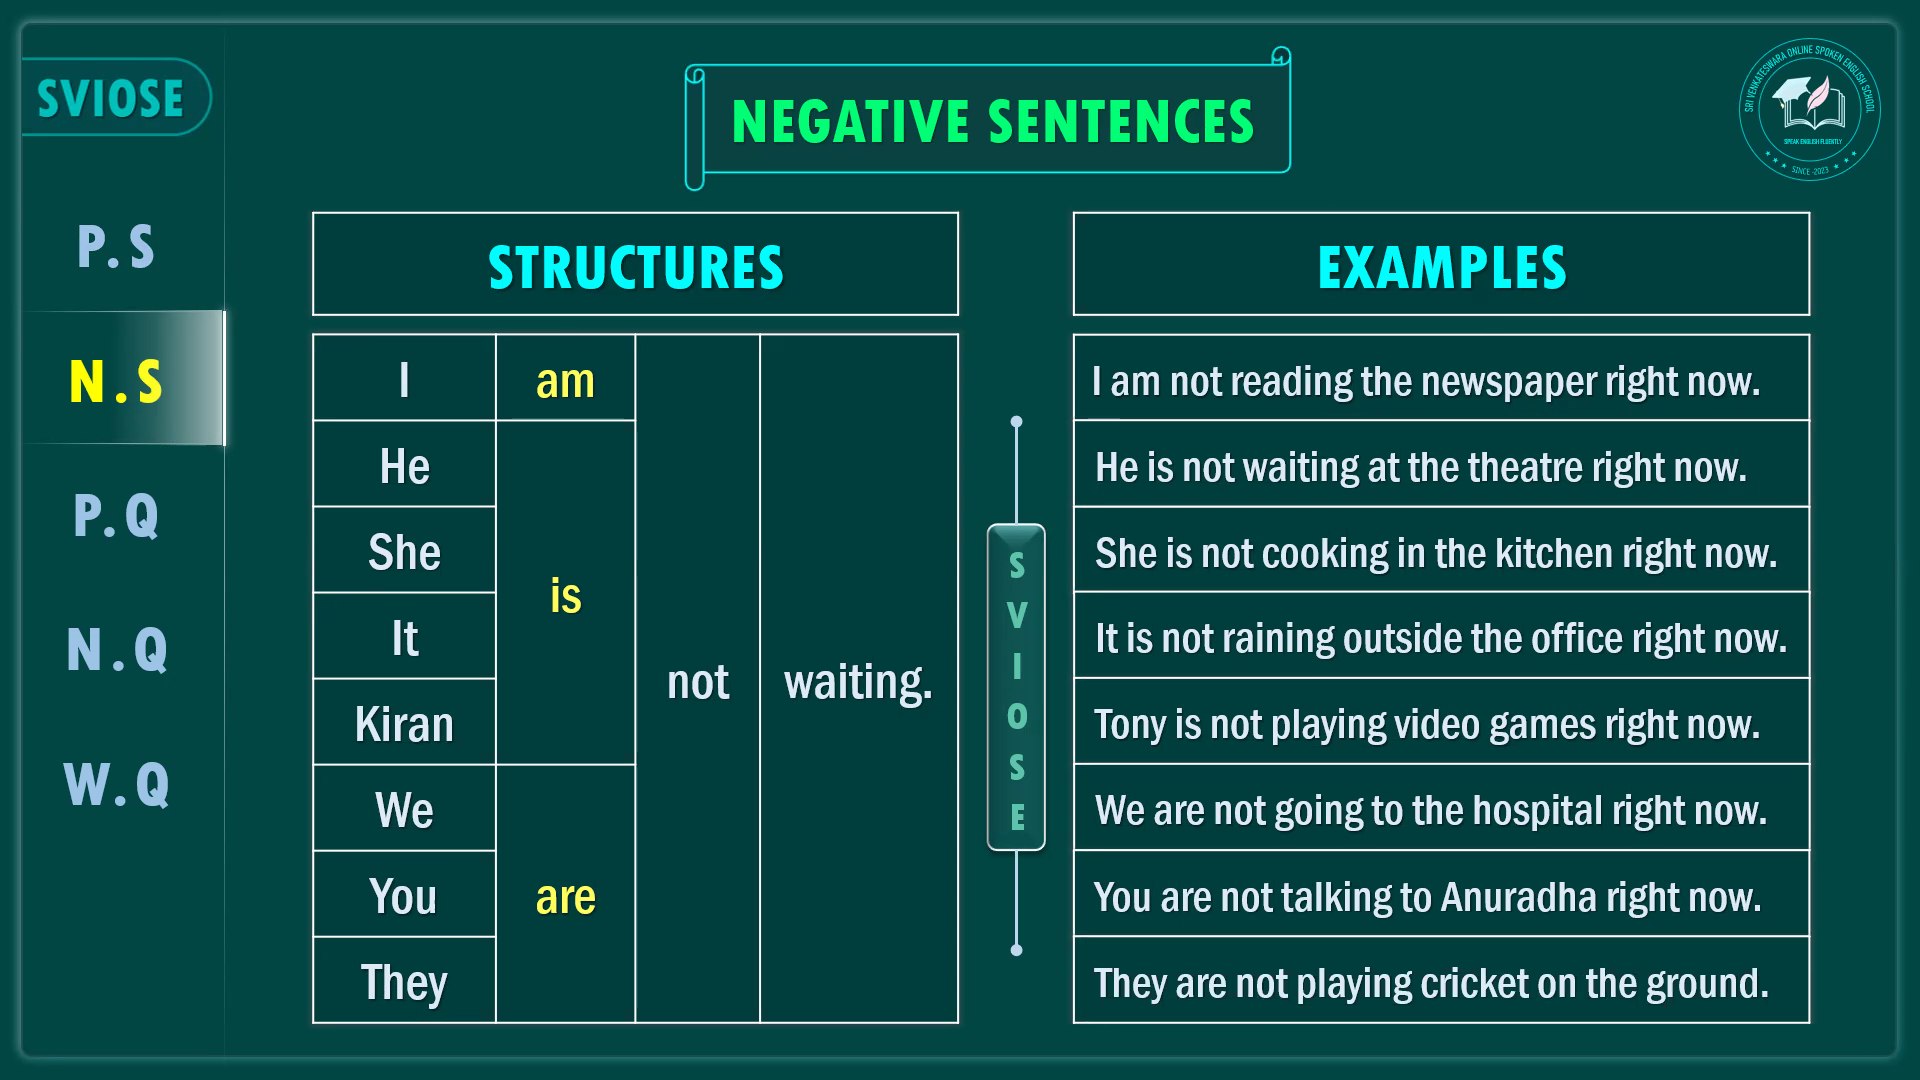 SVIOSE
NEGATIVE SENTENCES
SRI VENKATESWARA ONLINE SPOKEN ENGLISH SCHOOL
SPEAK ENGLISH FLUENTLY
SINCE -2023
P.S
N.S
P.Q
N.Q
W.Q
STRUCTURES
I
am
not
waiting.
He
is
She
It
Kiran
We
are
You
They
SVIOSE
EXAMPLES
I am not reading the newspaper right now.
He is not waiting at the theatre right now.
She is not cooking in the kitchen right now.
It is not raining outside the office right now.
Tony is not playing video games right now.
We are not going to the hospital right now.
You are not talking to Anuradha right now.
They are not playing cricket on the ground.